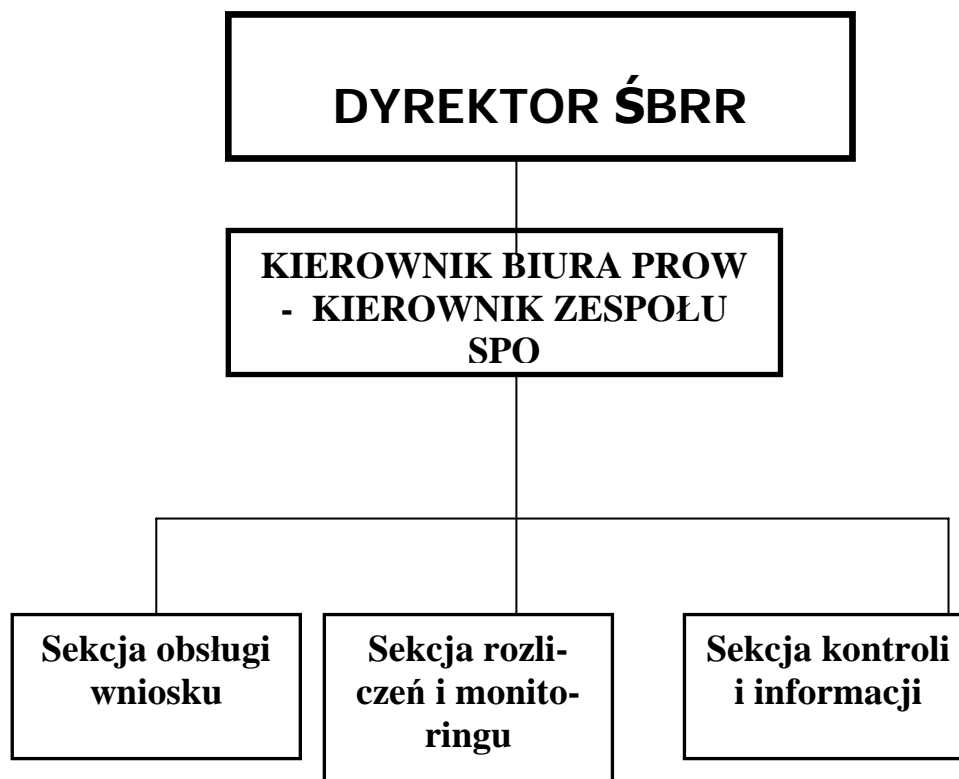 DYREKTOR ŚBRR
KIEROWNIK BIURA PROW
- KIEROWNIK ZESPOŁU
SPO
Sekcja obsługi
wniosku
Sekcja rozli-
czeń i monito-
ringu
Sekcja kontroli
i informacji